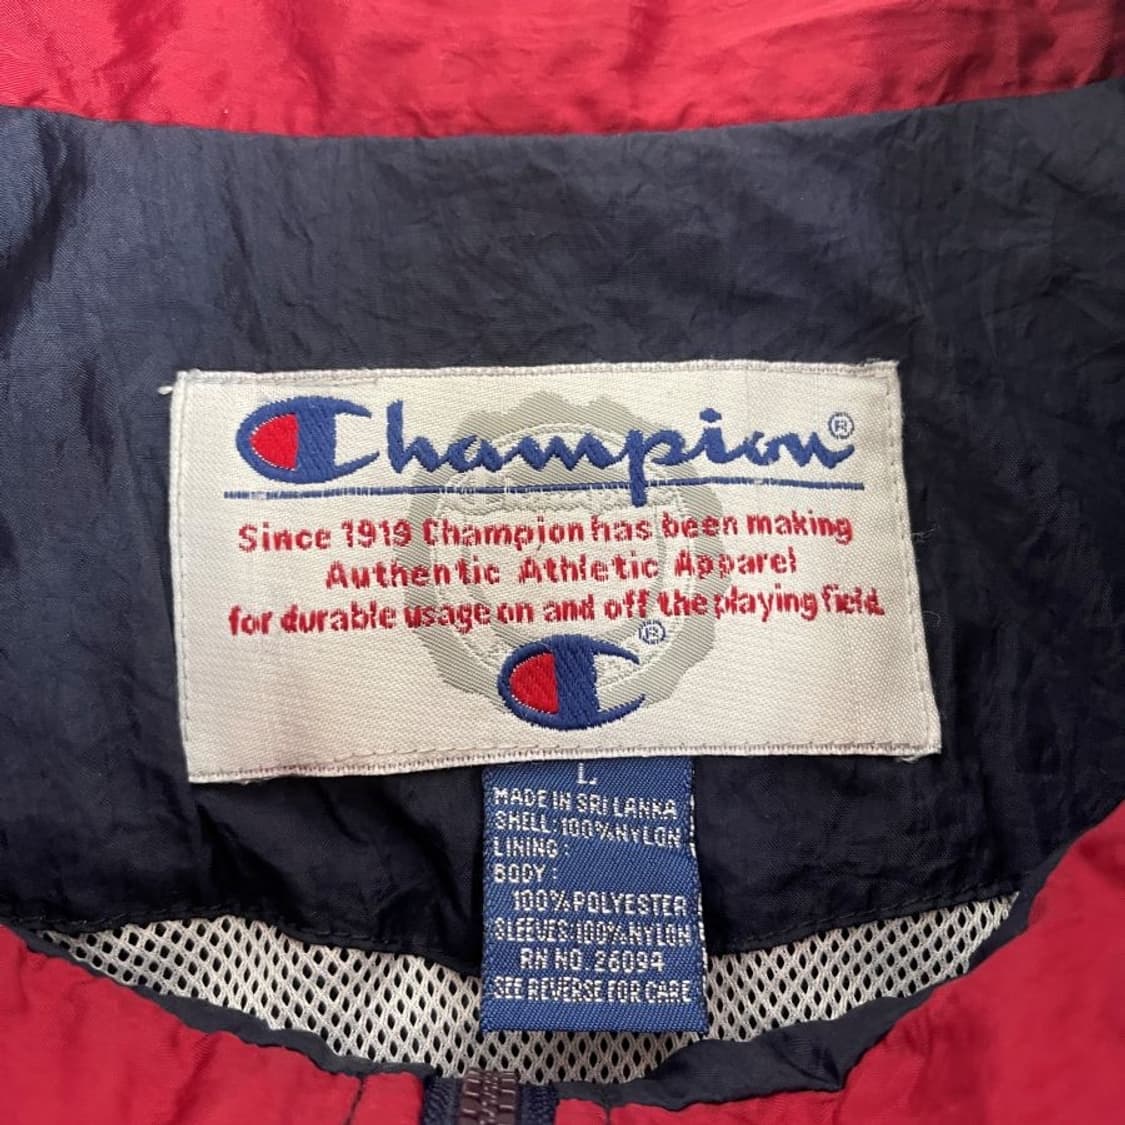 Champion®
Since 1919 Champion has been making
Authentic Athletic Apparel
for durable usage on and off the playing field.
®
L
MADE IN SRI LANKA
SHELL 100%NYLON
LINING :
BODY :
100%POLYESTER
SLEEVES:100%NYLON
RN NO 26094
SEE REVERSE FOR CARE